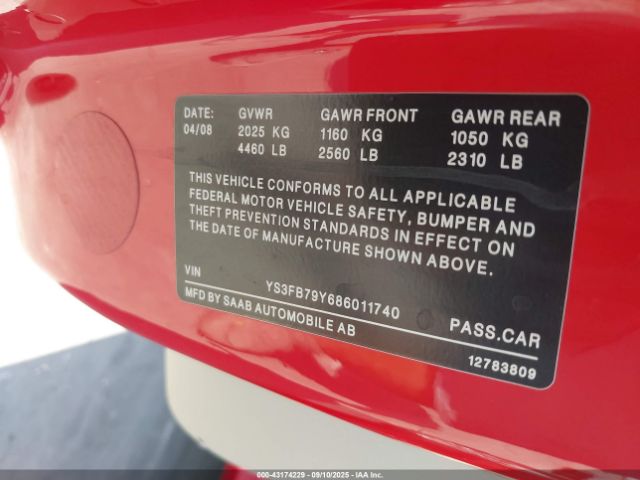 DATE: GVWR GAWR FRONT GAWR REAR
04/08 2025 KG 1160 KG 1050 KG
4460 LB 2560 LB 2310 LB
THIS VEHICLE CONFORMS TO ALL APPLICABLE
FEDERAL MOTOR VEHICLE SAFETY, BUMPER AND
THEFT PREVENTION STANDARDS IN EFFECT ON
THE DATE OF MANUFACTURE SHOWN ABOVE.
VIN YS3FB79Y686011740
MFD BY SAAB AUTOMOBILE AB PASS.CAR
12783809
000-43174229 - 09/10/2025 - IAA Inc.